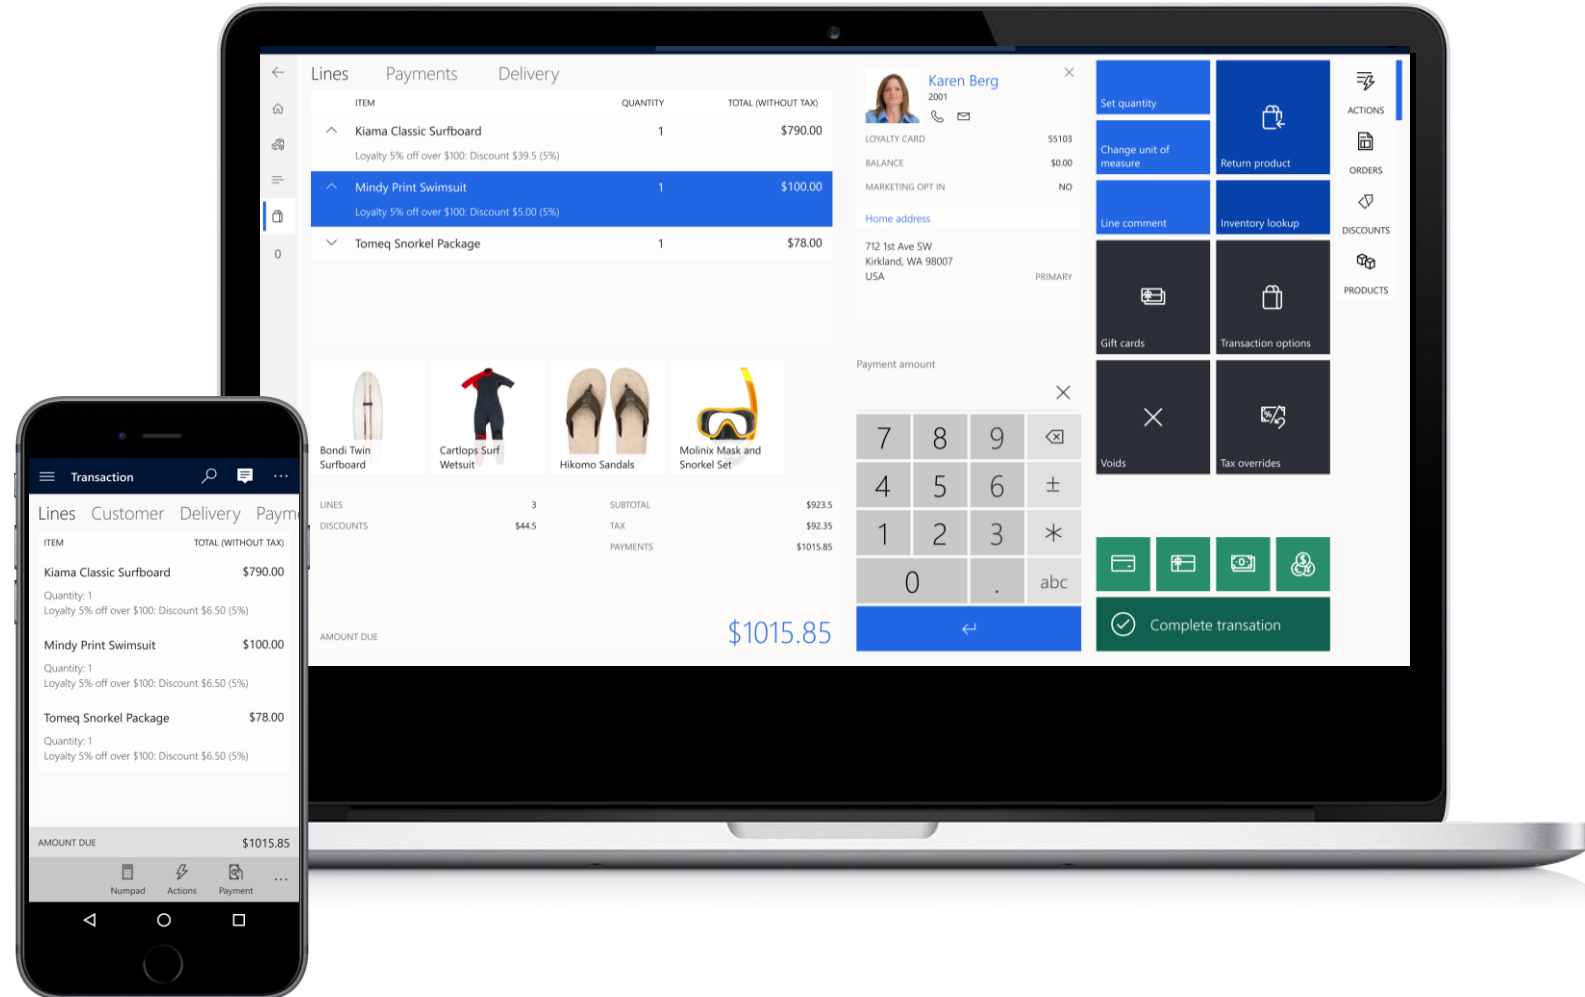 Lines Payments Delivery
ITEM QUANTITY TOTAL (WITHOUT TAX)
Kiama Classic Surfboard 1 $790.00
Loyalty 5% off over $100: Discount $39.5 (5%)
Mindy Print Swimsuit 1 $100.00
Loyalty 5% off over $100: Discount $5.00 (5%)
Tomeq Snorkel Package 1 $78.00
0
Bondi Twin
Surfboard
Cartlops Surf
Wetsuit
Hikomo Sandals
Molinix Mask and
Snorkel Set
LINES 3 SUBTOTAL $923.5
DISCOUNTS $44.5 TAX $92.35
PAYMENTS $1015.85
AMOUNT DUE $1015.85
Karen Berg
2001
LOYALTY CARD 55103
BALANCE $0.00
MARKETING OPT IN NO
Home address
712 1st Ave SW
Kirkland, WA 98007
USA PRIMARY
Payment amount
7 8 9
4 5 6 ±
1 2 3 *
0 . abc
Set quantity
Change unit of
measure
Return product
Line comment
Inventory lookup
Gift cards
Transaction options
Voids
Tax overrides
Complete transation
ACTIONS
ORDERS
DISCOUNTS
PRODUCTS
Transaction
Lines Customer Delivery Paym
ITEM TOTAL (WITHOUT TAX)
Kiama Classic Surfboard $790.00
Quantity: 1
Loyalty 5% off over $100: Discount $6.50 (5%)
Mindy Print Swimsuit $100.00
Quantity: 1
Loyalty 5% off over $100: Discount $6.50 (5%)
Tomeq Snorkel Package $78.00
Quantity: 1
Loyalty 5% off over $100: Discount $6.50 (5%)
AMOUNT DUE $1015.85
Numpad Actions Payment